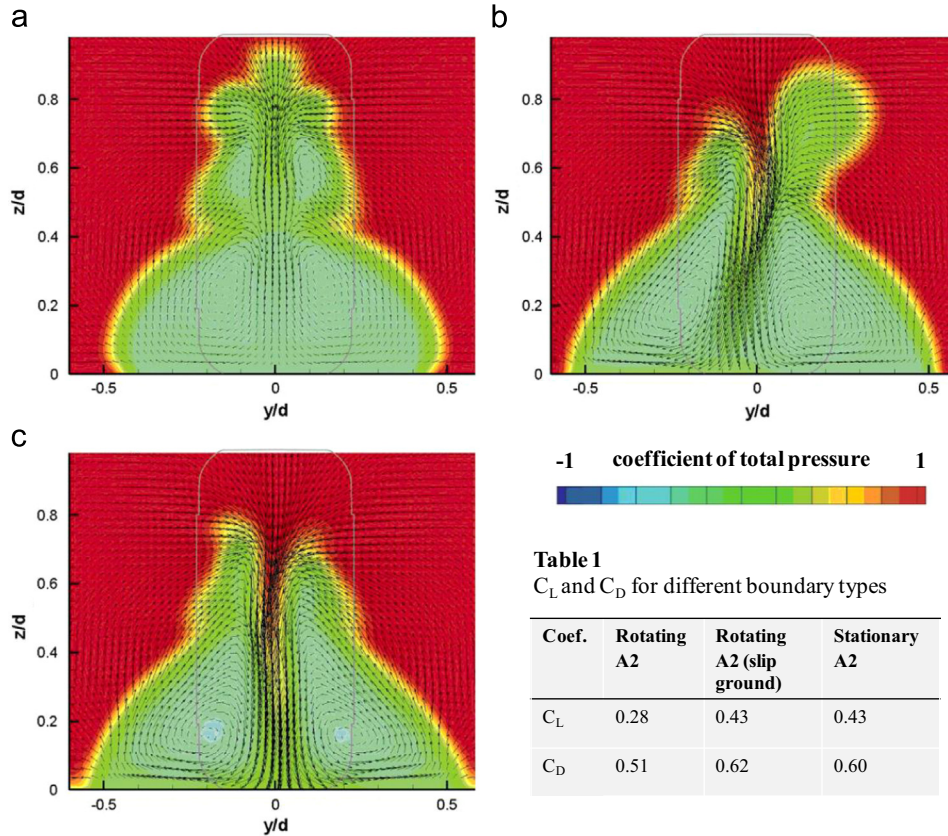 a
z/d
0.8
0.6
0.4
0.2
0
-0.5
0
0.5
y/d
b
z/d
0.8
0.6
0.4
0.2
0
-0.5
0
0.5
y/d
c
z/d
0.8
0.6
0.4
0.2
0
-0.5
0
0.5
y/d
-1 coefficient of total pressure 1
Table 1
CL and CD for different boundary types
Coef. Rotating A2 Rotating A2 (slip ground) Stationary A2
CL 0.28 0.43 0.43
CD 0.51 0.62 0.60